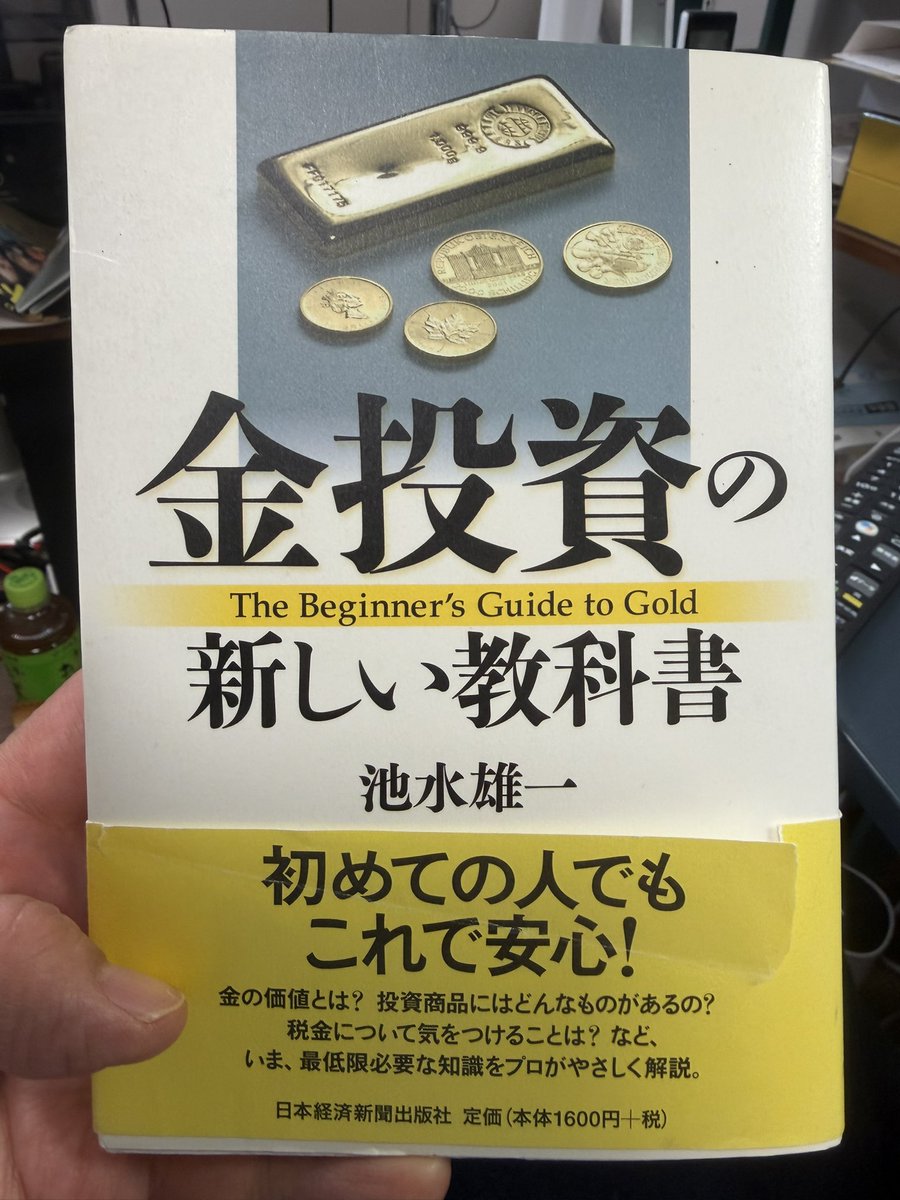 999.9
1000g
金投資の
The Beginner's Guide to Gold
新しい教科書
池水雄一
初めての人でも
これで安心!
金の価値とは? 投資商品にはどんなものがあるの?
税金について気をつけることは? など、
いま、最低限必要な知識をプロがやさしく解説。
日本経済新聞出版社 定価(本体1600円+税)